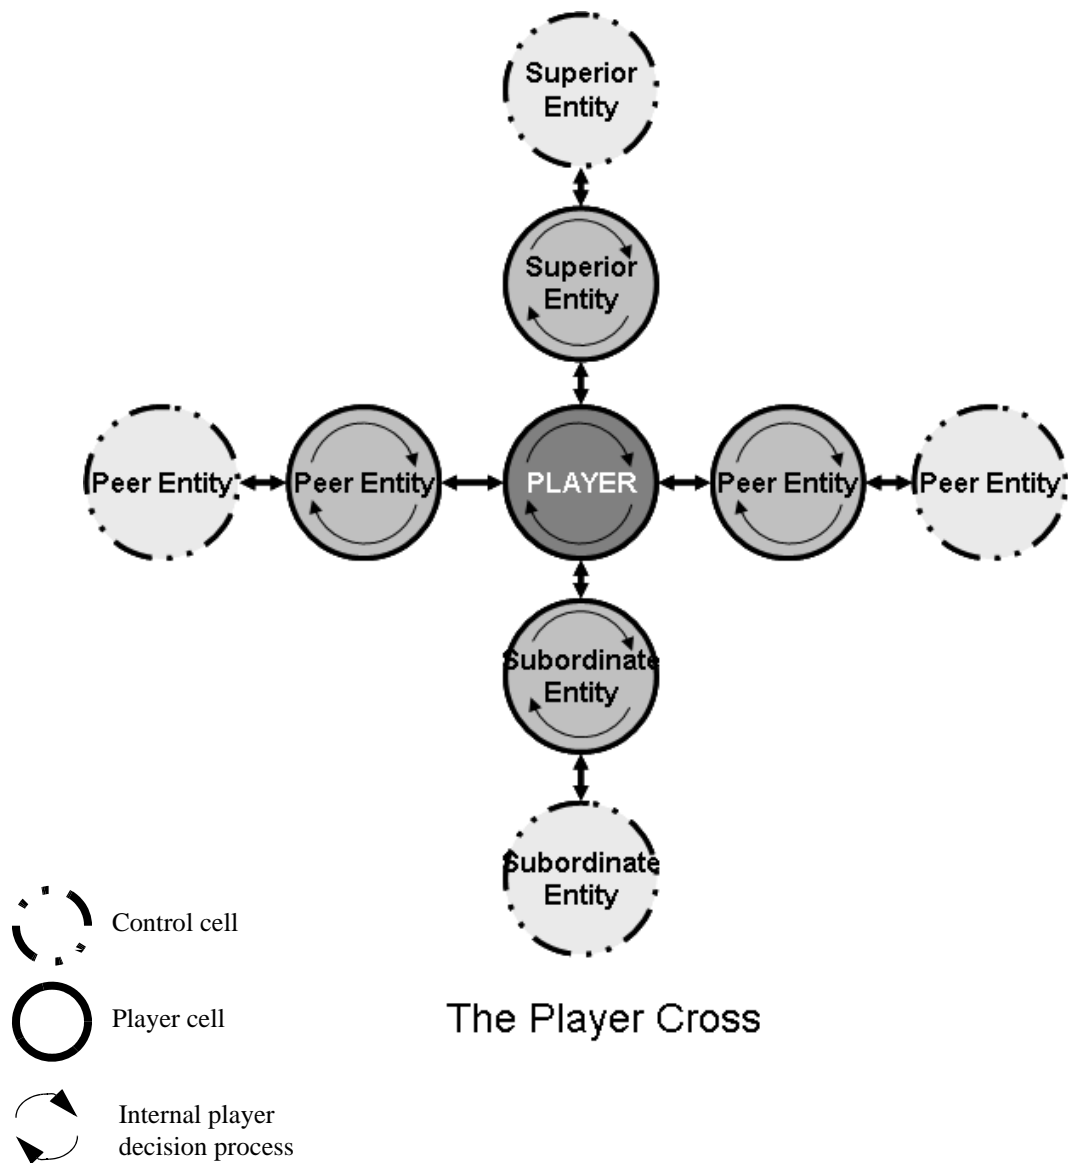 Superior
Entity
Superior
Entity
Peer Entity
Peer Entity
PLAYER
Peer Entity
Peer Entity
Subordinate
Entity
Subordinate
Entity
Control cell
Player cell
The Player Cross
Internal player
decision process